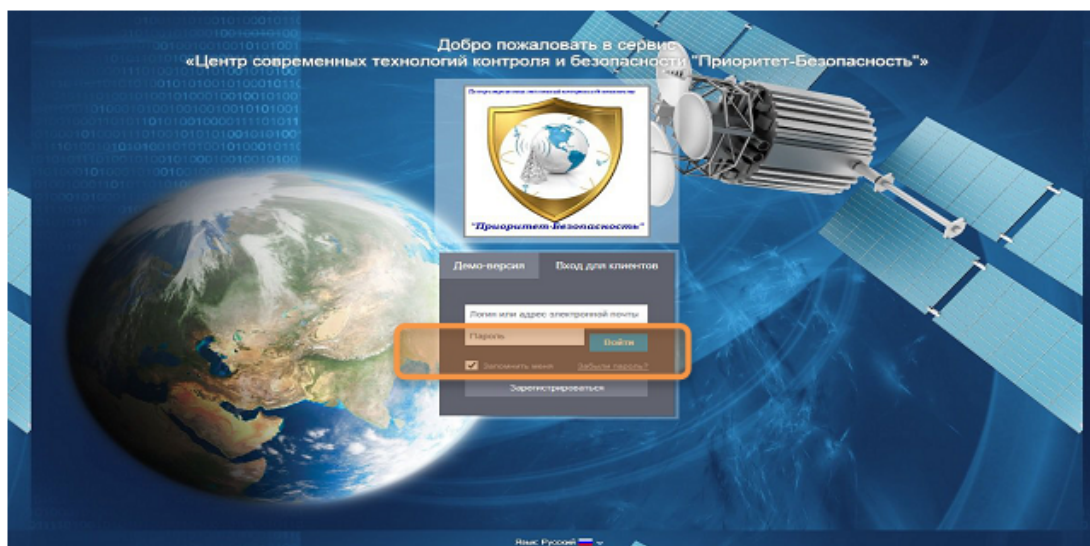 Добро пожаловать в сервис
«Центр современных технологий контроля и безопасности "Приоритет-Безопасность"»
"Приоритет-Безопасность"
Демо-версия Вход для клиентов
Логин или адрес электронной почты
Пароль
Войти
Запомнить меня Забыли пароль?
Зарегистрироваться
Язык: Русский